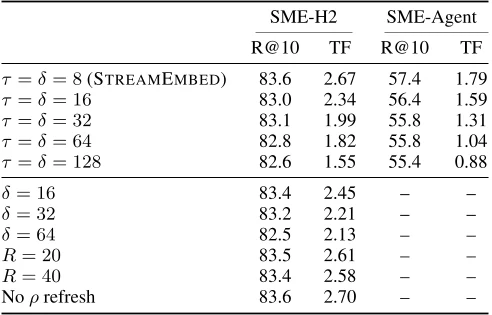 SME-H2 SME-Agent
R@10 TF R@10 TF
τ = δ = 8 (STREAMEMBED) 83.6 2.67 57.4 1.79
τ = δ = 16 83.0 2.34 56.4 1.59
τ = δ = 32 83.1 1.99 55.8 1.31
τ = δ = 64 82.8 1.82 55.8 1.04
τ = δ = 128 82.6 1.55 55.4 0.88
δ = 16 83.4 2.45 – –
δ = 32 83.2 2.21 – –
δ = 64 82.5 2.13 – –
R = 20 83.5 2.61 – –
R = 40 83.4 2.58 – –
No ρ refresh 83.6 2.70 – –